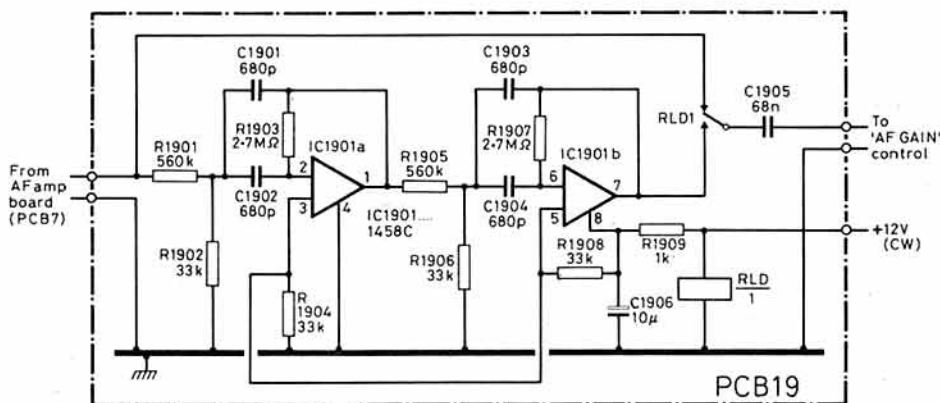 C1901
680p
C1903
680p
C1905
68n
RLD1
To
'AF GAIN'
control
R1903
2·7MΩ
IC1901a
R1907
2·7MΩ
IC1901b
R1901
560k
R1905
560k
From
AFamp
board
(PCB7)
2
1
3
4
C1902
680p
IC1901....
1458C
6
7
5
8
C1904
680p
R1902
33k
R
1904
33k
R1906
33k
R1908
33k
R1909
1k
+12V
(CW)
C1906
10µ
RLD
1
PCB19